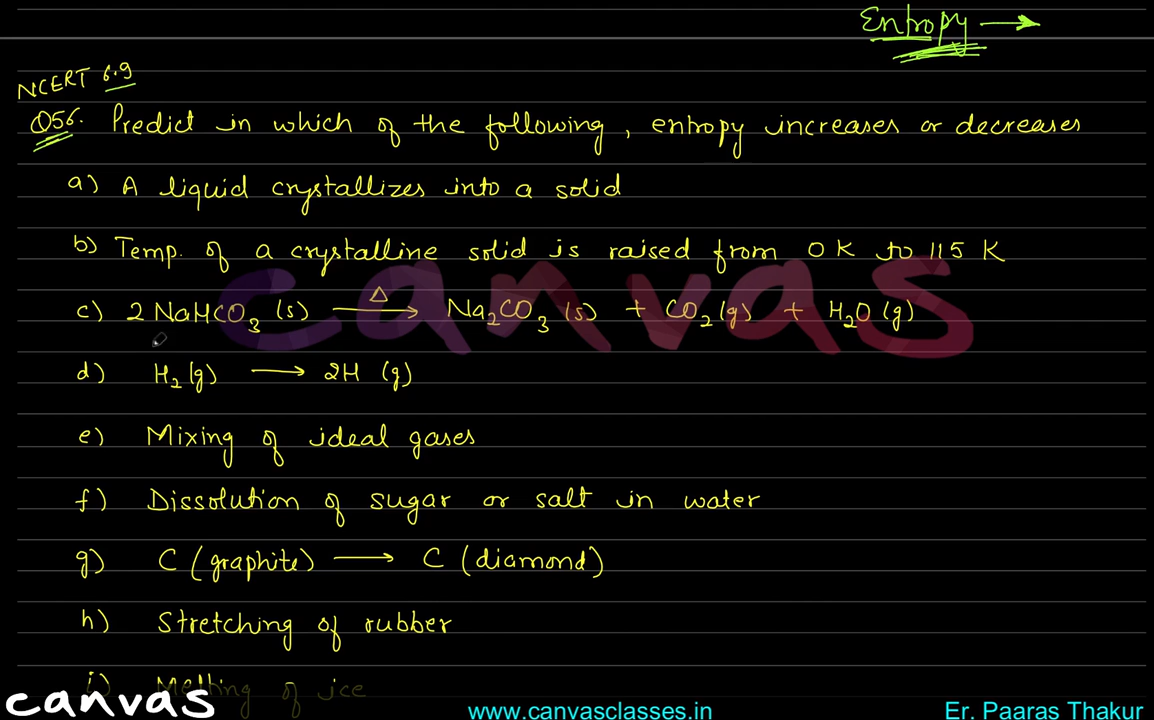 Entropy →
NCERT 6.9
Q56. Predict in which of the following, entropy increases or decreases
a) A liquid crystallizes into a solid
b) Temp. of a crystalline solid is raised from 0 K to 115 K
c) 2 NaHCO₃ (s) —Δ→ Na₂CO₃ (s) + CO₂ (g) + H₂O (g)
d) H₂ (g) → 2H (g)
e) Mixing of ideal gases
f) Dissolution of sugar or salt in water
g) C (graphite) → C (diamond)
h) Stretching of rubber
i) Melting of ice
canvas
canvas
www.canvasclasses.in
Er. Paaras Thakur